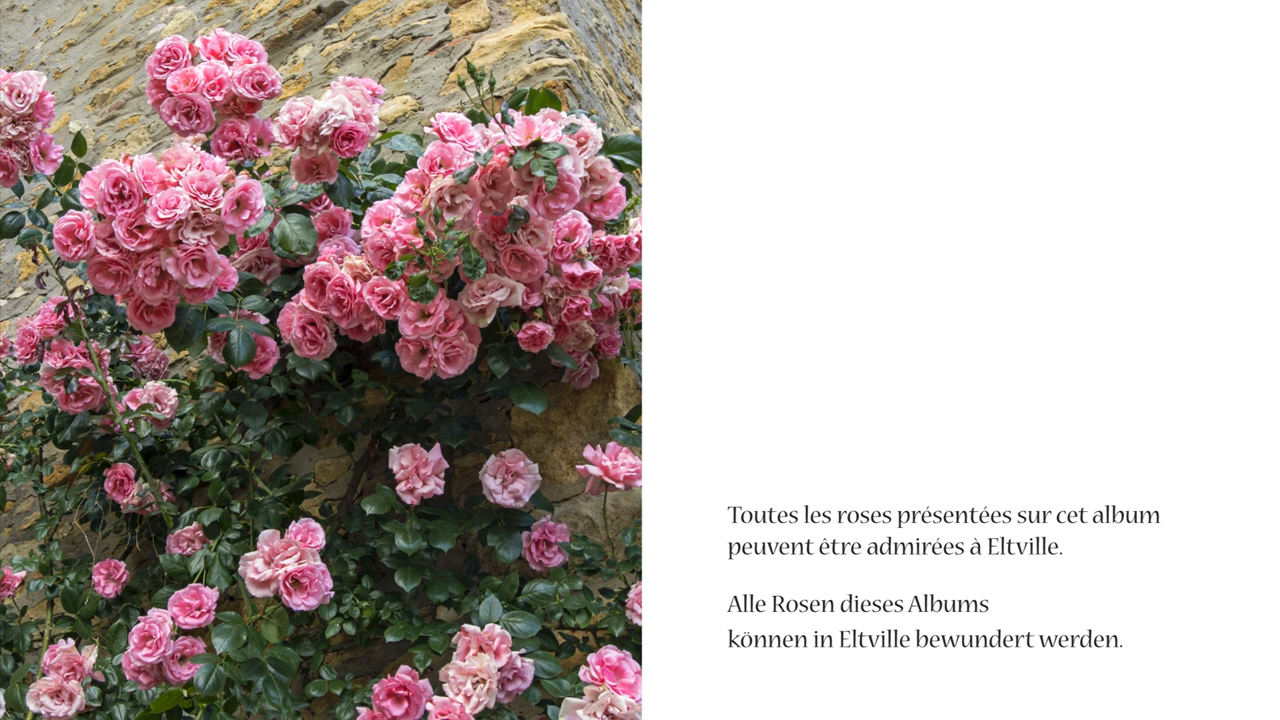 Toutes les roses présentées sur cet album
peuvent être admirées à Eltville.
Alle Rosen dieses Albums
können in Eltville bewundert werden.